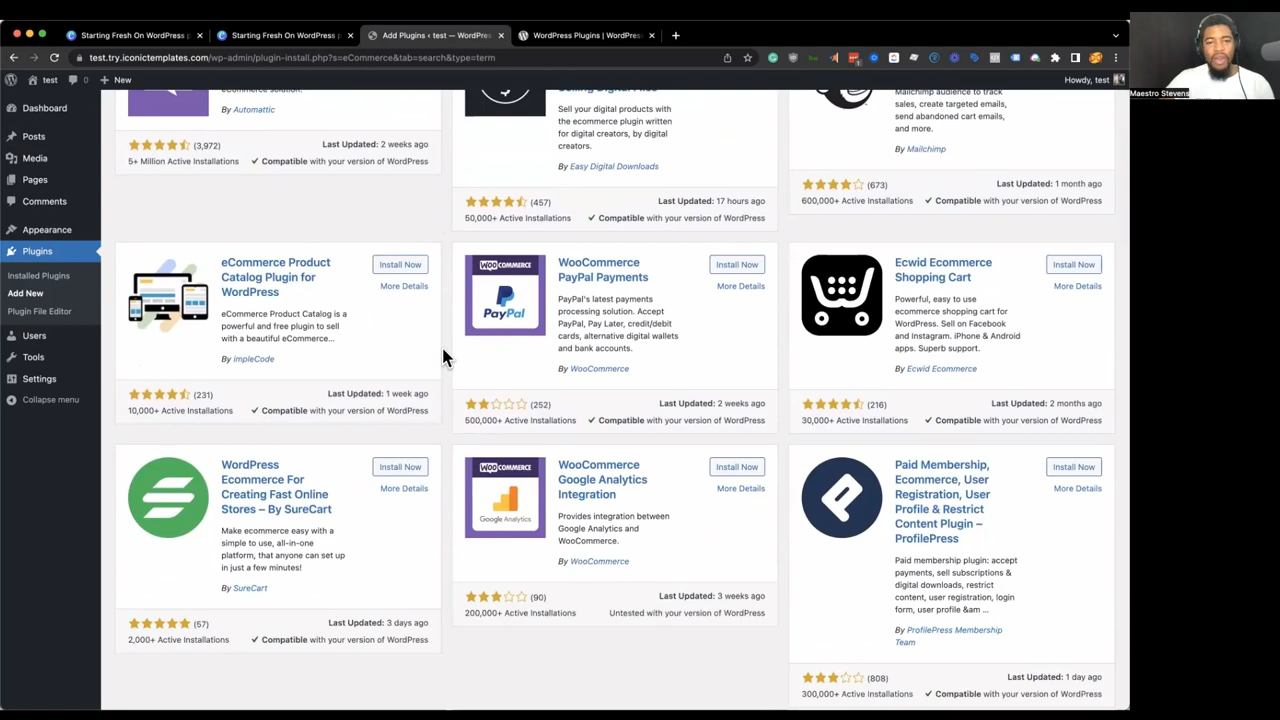 Starting Fresh On WordPress p
Starting Fresh On WordPress p
Add Plugins ‹ test — WordPres
WordPress Plugins | WordPres
test.try.iconictemplates.com/wp-admin/plugin-install.php?s=eCommerce&tab=search&type=term
test
0
New
Howdy, test
Maestro Stevens
Dashboard
Posts
Media
Pages
Comments
Appearance
Plugins
Installed Plugins
Add New
Plugin File Editor
Users
Tools
Settings
Collapse menu
By Automattic
(3,972)
Last Updated: 2 weeks ago
5+ Million Active Installations
Compatible with your version of WordPress
Sell your digital products with
the ecommerce plugin written
for digital creators, by digital
creators.
By Easy Digital Downloads
(457)
Last Updated: 17 hours ago
50,000+ Active Installations
Compatible with your version of WordPress
Mailchimp audience to track
sales, create targeted emails,
send abandoned cart emails,
and more.
By Mailchimp
(673)
Last Updated: 1 month ago
600,000+ Active Installations
Compatible with your version of WordPress
eCommerce Product
Catalog Plugin for
WordPress
Install Now
More Details
eCommerce Product Catalog is a
powerful and free plugin to sell
with a beautiful eCommerce...
By impleCode
(231)
Last Updated: 1 week ago
10,000+ Active Installations
Compatible with your version of WordPress
WOO COMMERCE
PayPal
WooCommerce
PayPal Payments
Install Now
More Details
PayPal's latest payments
processing solution. Accept
PayPal, Pay Later, credit/debit
cards, alternative digital wallets
and bank accounts.
By WooCommerce
(252)
Last Updated: 2 weeks ago
500,000+ Active Installations
Compatible with your version of WordPress
Ecwid Ecommerce
Shopping Cart
Install Now
More Details
Powerful, easy to use
ecommerce shopping cart for
WordPress. Sell on Facebook
and Instagram. iPhone & Android
apps. Superb support.
By Ecwid Ecommerce
(216)
Last Updated: 2 months ago
30,000+ Active Installations
Compatible with your version of WordPress
WordPress
Ecommerce For
Creating Fast Online
Stores – By SureCart
Install Now
More Details
Make ecommerce easy with a
simple to use, all-in-one
platform, that anyone can set up
in just a few minutes!
By SureCart
(57)
Last Updated: 3 days ago
2,000+ Active Installations
Compatible with your version of WordPress
WOO COMMERCE
Google Analytics
WooCommerce
Google Analytics
Integration
Install Now
More Details
Provides integration between
Google Analytics and
WooCommerce.
By WooCommerce
(90)
Last Updated: 3 weeks ago
200,000+ Active Installations
Untested with your version of WordPress
Paid Membership,
Ecommerce, User
Registration, User
Profile & Restrict
Content Plugin –
ProfilePress
Install Now
More Details
Paid membership plugin: accept
payments, sell subscriptions &
digital downloads, restrict
content, user registration, login
form, user profile &am ...
By ProfilePress Membership
Team
(808)
Last Updated: 1 day ago
300,000+ Active Installations
Compatible with your version of WordPress